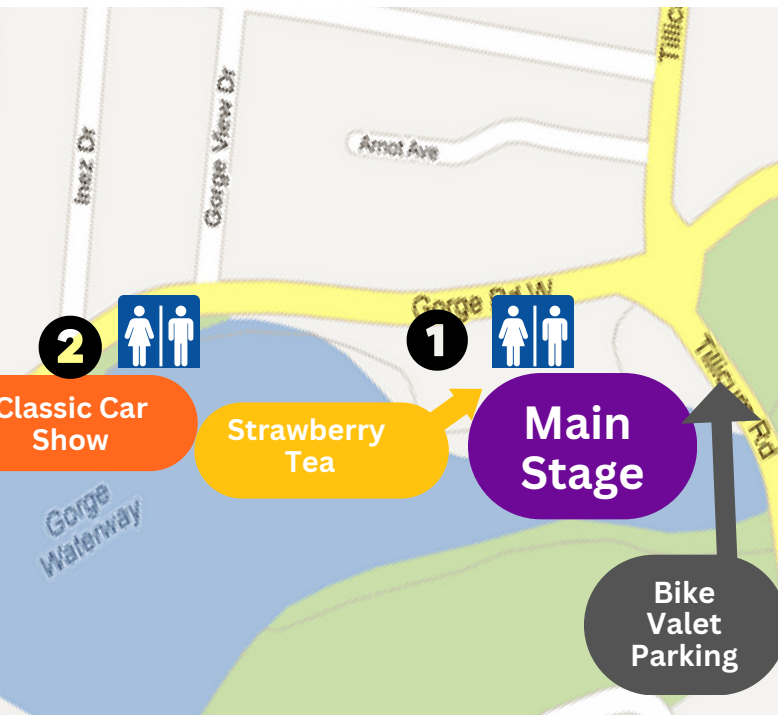 Tillic
Inez Dr
Gorge View Dr
Arnot Ave
Gorge Rd W
2
1
Classic Car
Show
Strawberry
Tea
Main
Stage
Tillicum Rd
Gorge
Waterway
Bike
Valet
Parking